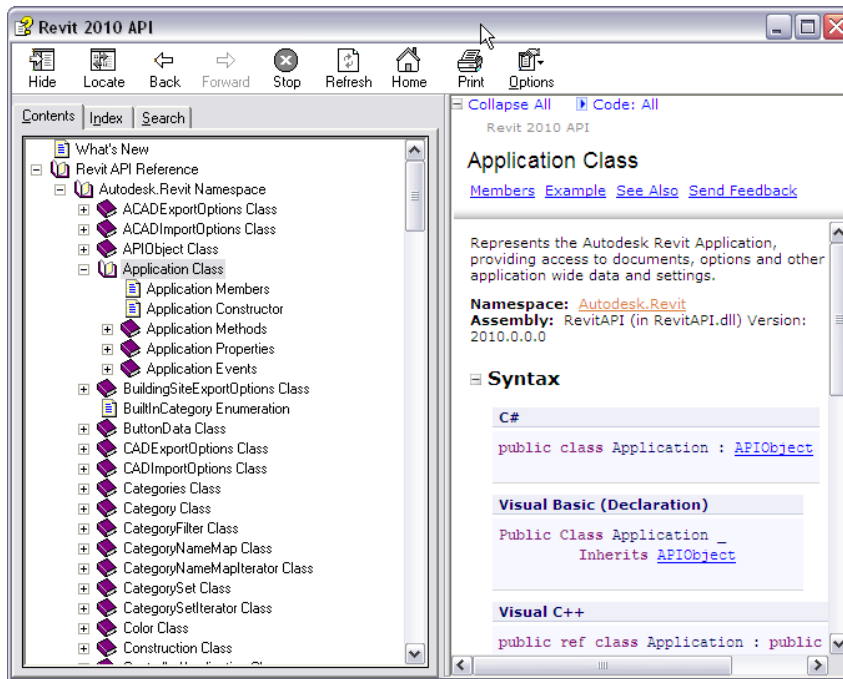 Revit 2010 API
Hide Locate Back Forward Stop Refresh Home Print Options
Contents Index Search
What's New
Revit API Reference
Autodesk.Revit Namespace
ACADExportOptions Class
ACADImportOptions Class
APIObject Class
Application Class
Application Members
Application Constructor
Application Methods
Application Properties
Application Events
BuildingSiteExportOptions Class
BuiltInCategory Enumeration
ButtonData Class
CADExportOptions Class
CADImportOptions Class
Categories Class
Category Class
CategoryFilter Class
CategoryNameMap Class
CategoryNameMapIterator Class
CategorySet Class
CategorySetIterator Class
Color Class
Construction Class
Collapse All Code: All
Revit 2010 API
Application Class
Members Example See Also Send Feedback
Represents the Autodesk Revit Application,
providing access to documents, options and other
application wide data and settings.
Namespace: Autodesk.Revit
Assembly: RevitAPI (in RevitAPI.dll) Version:
2010.0.0.0
Syntax
C#
public class Application : APIObject
Visual Basic (Declaration)
Public Class Application _
Inherits APIObject
Visual C++
public ref class Application : public